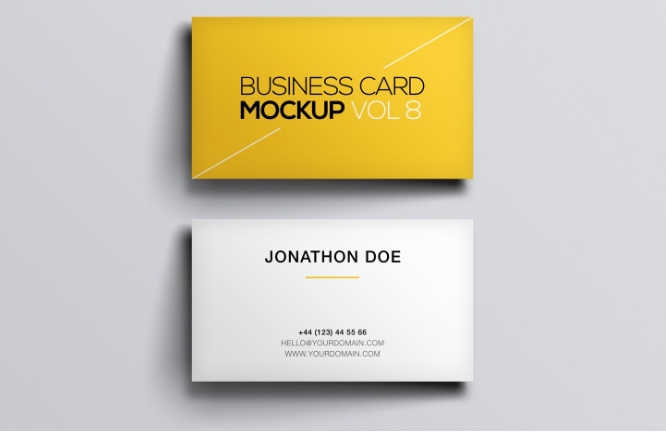 BUSINESS CARD
MOCKUP VOL 8
JONATHON DOE
+44 (123) 44 55 66
HELLO@YOURDOMAIN.COM
WWW.YOURDOMAIN.COM